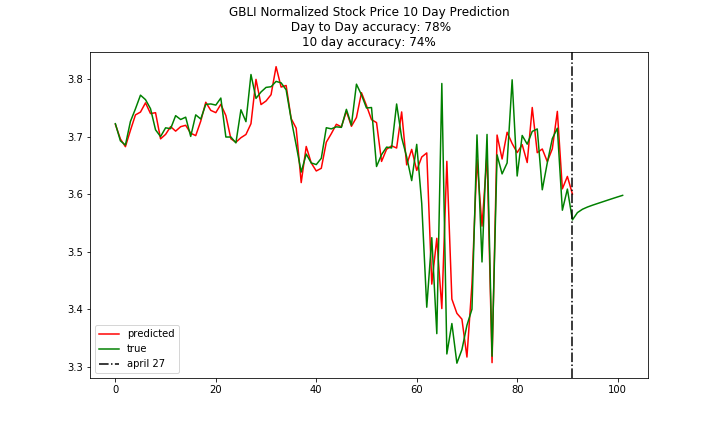 GBLI Normalized Stock Price 10 Day Prediction
Day to Day accuracy: 78%
10 day accuracy: 74%
3.8
3.7
3.6
3.5
3.4
3.3
0
20
40
60
80
100
predicted
true
april 27